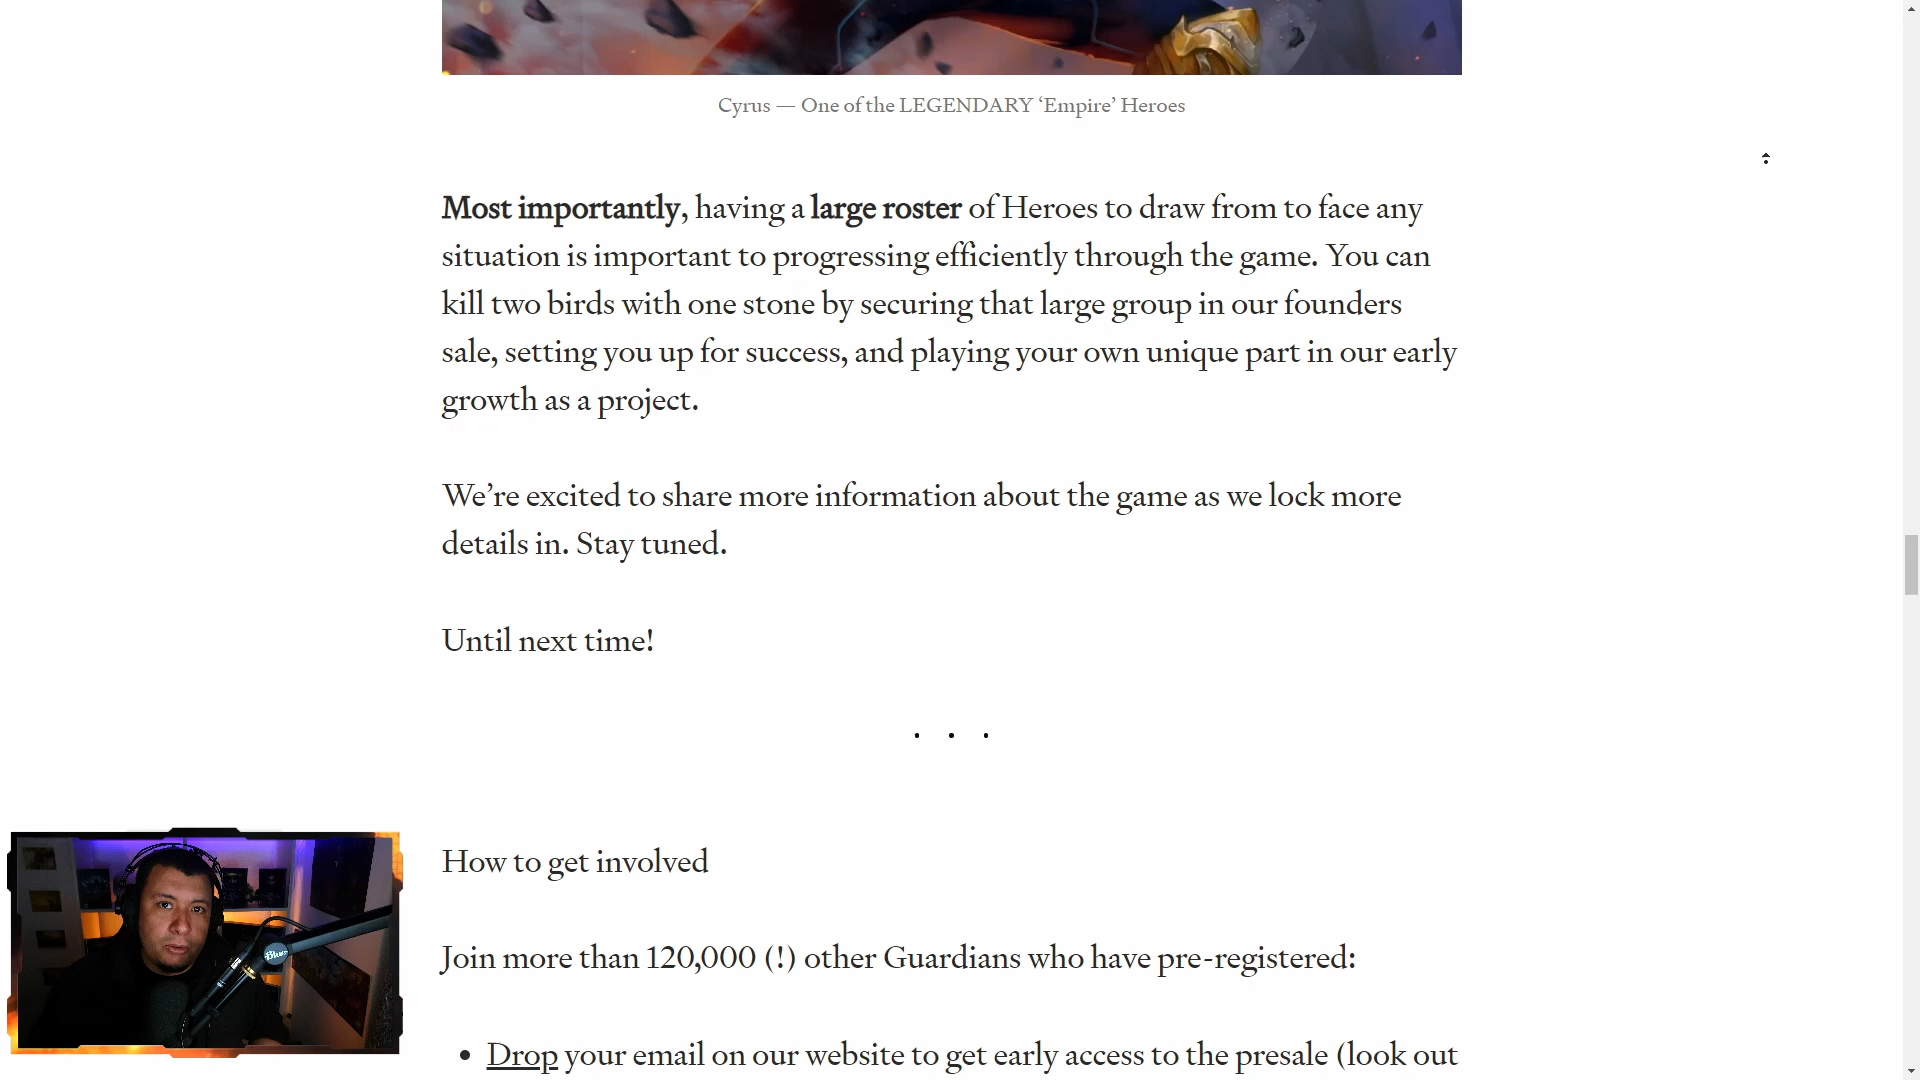 Cyrus — One of the LEGENDARY ‘Empire’ Heroes
Most importantly, having a large roster of Heroes to draw from to face any
situation is important to progressing efficiently through the game. You can
kill two birds with one stone by securing that large group in our founders
sale, setting you up for success, and playing your own unique part in our early
growth as a project.
We’re excited to share more information about the game as we lock more
details in. Stay tuned.
Until next time!
. . .
How to get involved
Join more than 120,000 (!) other Guardians who have pre-registered:
Blue
• Drop your email on our website to get early access to the presale (look out